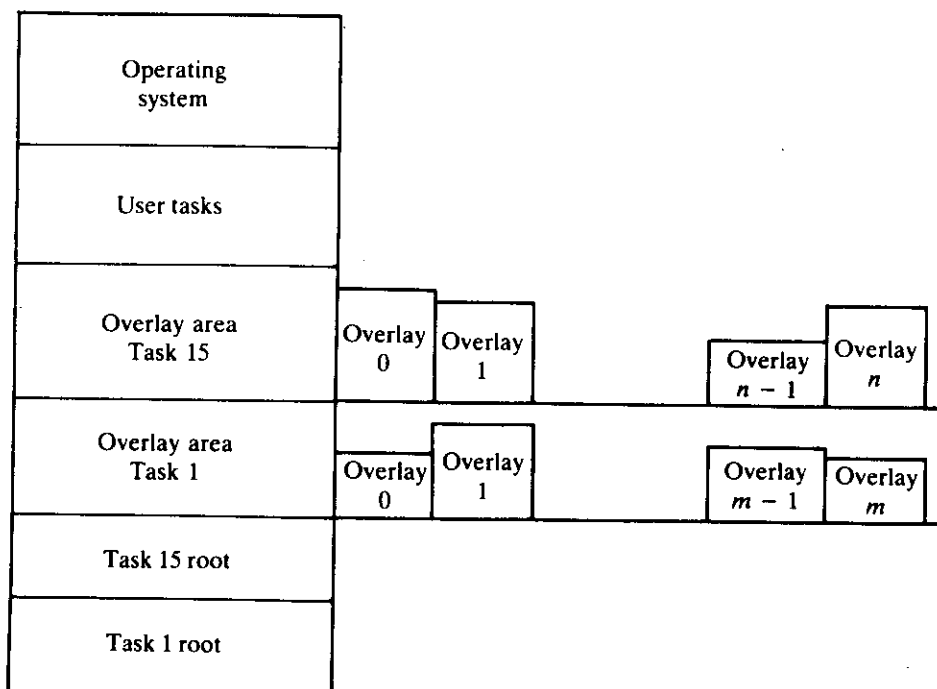 Operating
system
User tasks
Overlay area
Task 15
Overlay
0
Overlay
1
Overlay
n − 1
Overlay
n
Overlay area
Task 1
Overlay
0
Overlay
1
Overlay
m − 1
Overlay
m
Task 15 root
Task 1 root